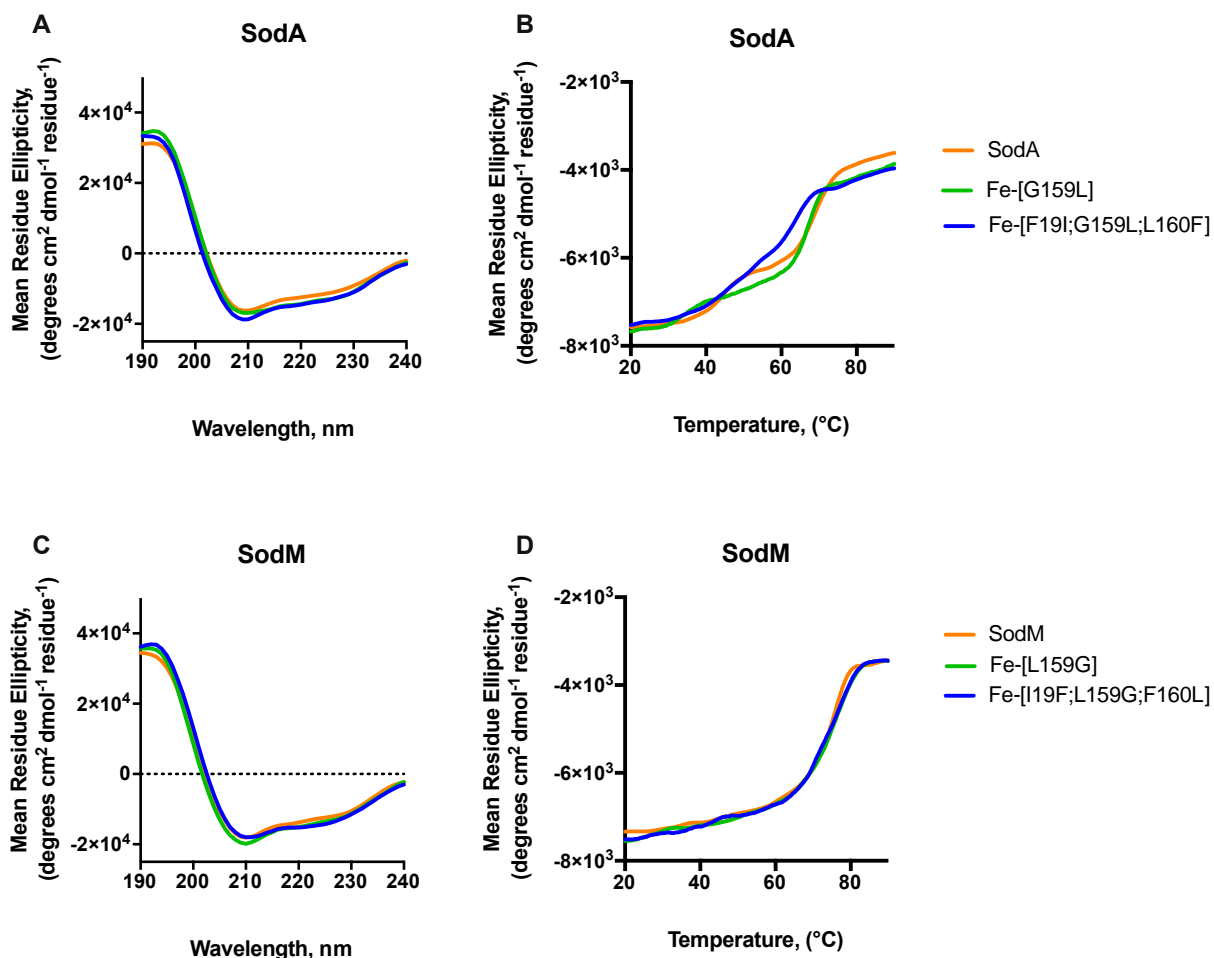 A
SodA
Mean Residue Ellipticity,
(degrees cm² dmol⁻¹ residue⁻¹)
4×10⁴
2×10⁴
0
-2×10⁴
190 200 210 220 230 240
Wavelength, nm
B
SodA
Mean Residue Ellipticity,
(degrees cm² dmol⁻¹ residue⁻¹)
-2×10³
-4×10³
-6×10³
-8×10³
20 40 60 80
Temperature, (°C)
SodA
Fe-[G159L]
Fe-[F19I;G159L;L160F]
C
SodM
Mean Residue Ellipticity,
(degrees cm² dmol⁻¹ residue⁻¹)
4×10⁴
2×10⁴
0
-2×10⁴
190 200 210 220 230 240
Wavelength, nm
D
SodM
Mean Residue Ellipticity,
(degrees cm² dmol⁻¹ residue⁻¹)
-2×10³
-4×10³
-6×10³
-8×10³
20 40 60 80
Temperature, (°C)
SodM
Fe-[L159G]
Fe-[I19F;L159G;F160L]